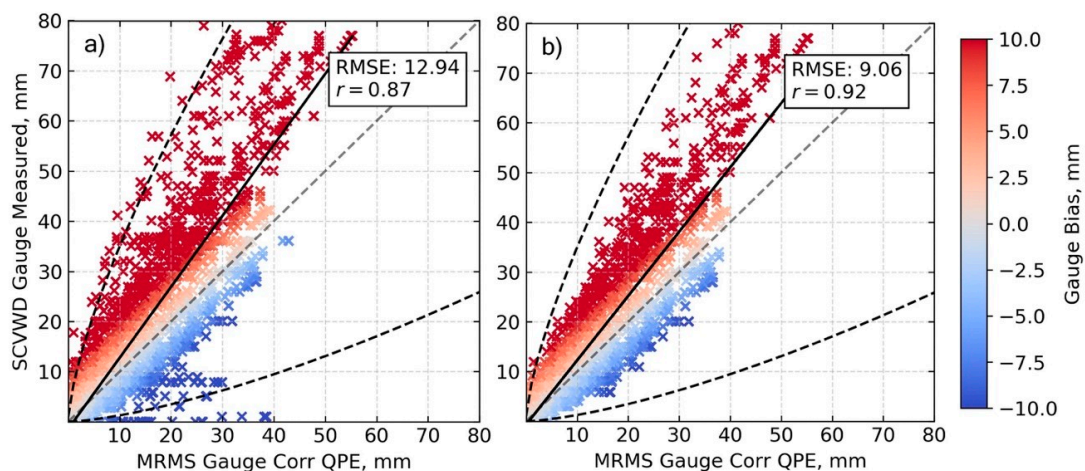 a)
RMSE: 12.94
r = 0.87
80
70
60
50
40
30
20
10
SCVWD Gauge Measured, mm
10 20 30 40 50 60 70 80
MRMS Gauge Corr QPE, mm
b)
RMSE: 9.06
r = 0.92
80
70
60
50
40
30
20
10
10 20 30 40 50 60 70 80
MRMS Gauge Corr QPE, mm
10.0
7.5
5.0
2.5
0.0
−2.5
−5.0
−7.5
−10.0
Gauge Bias, mm